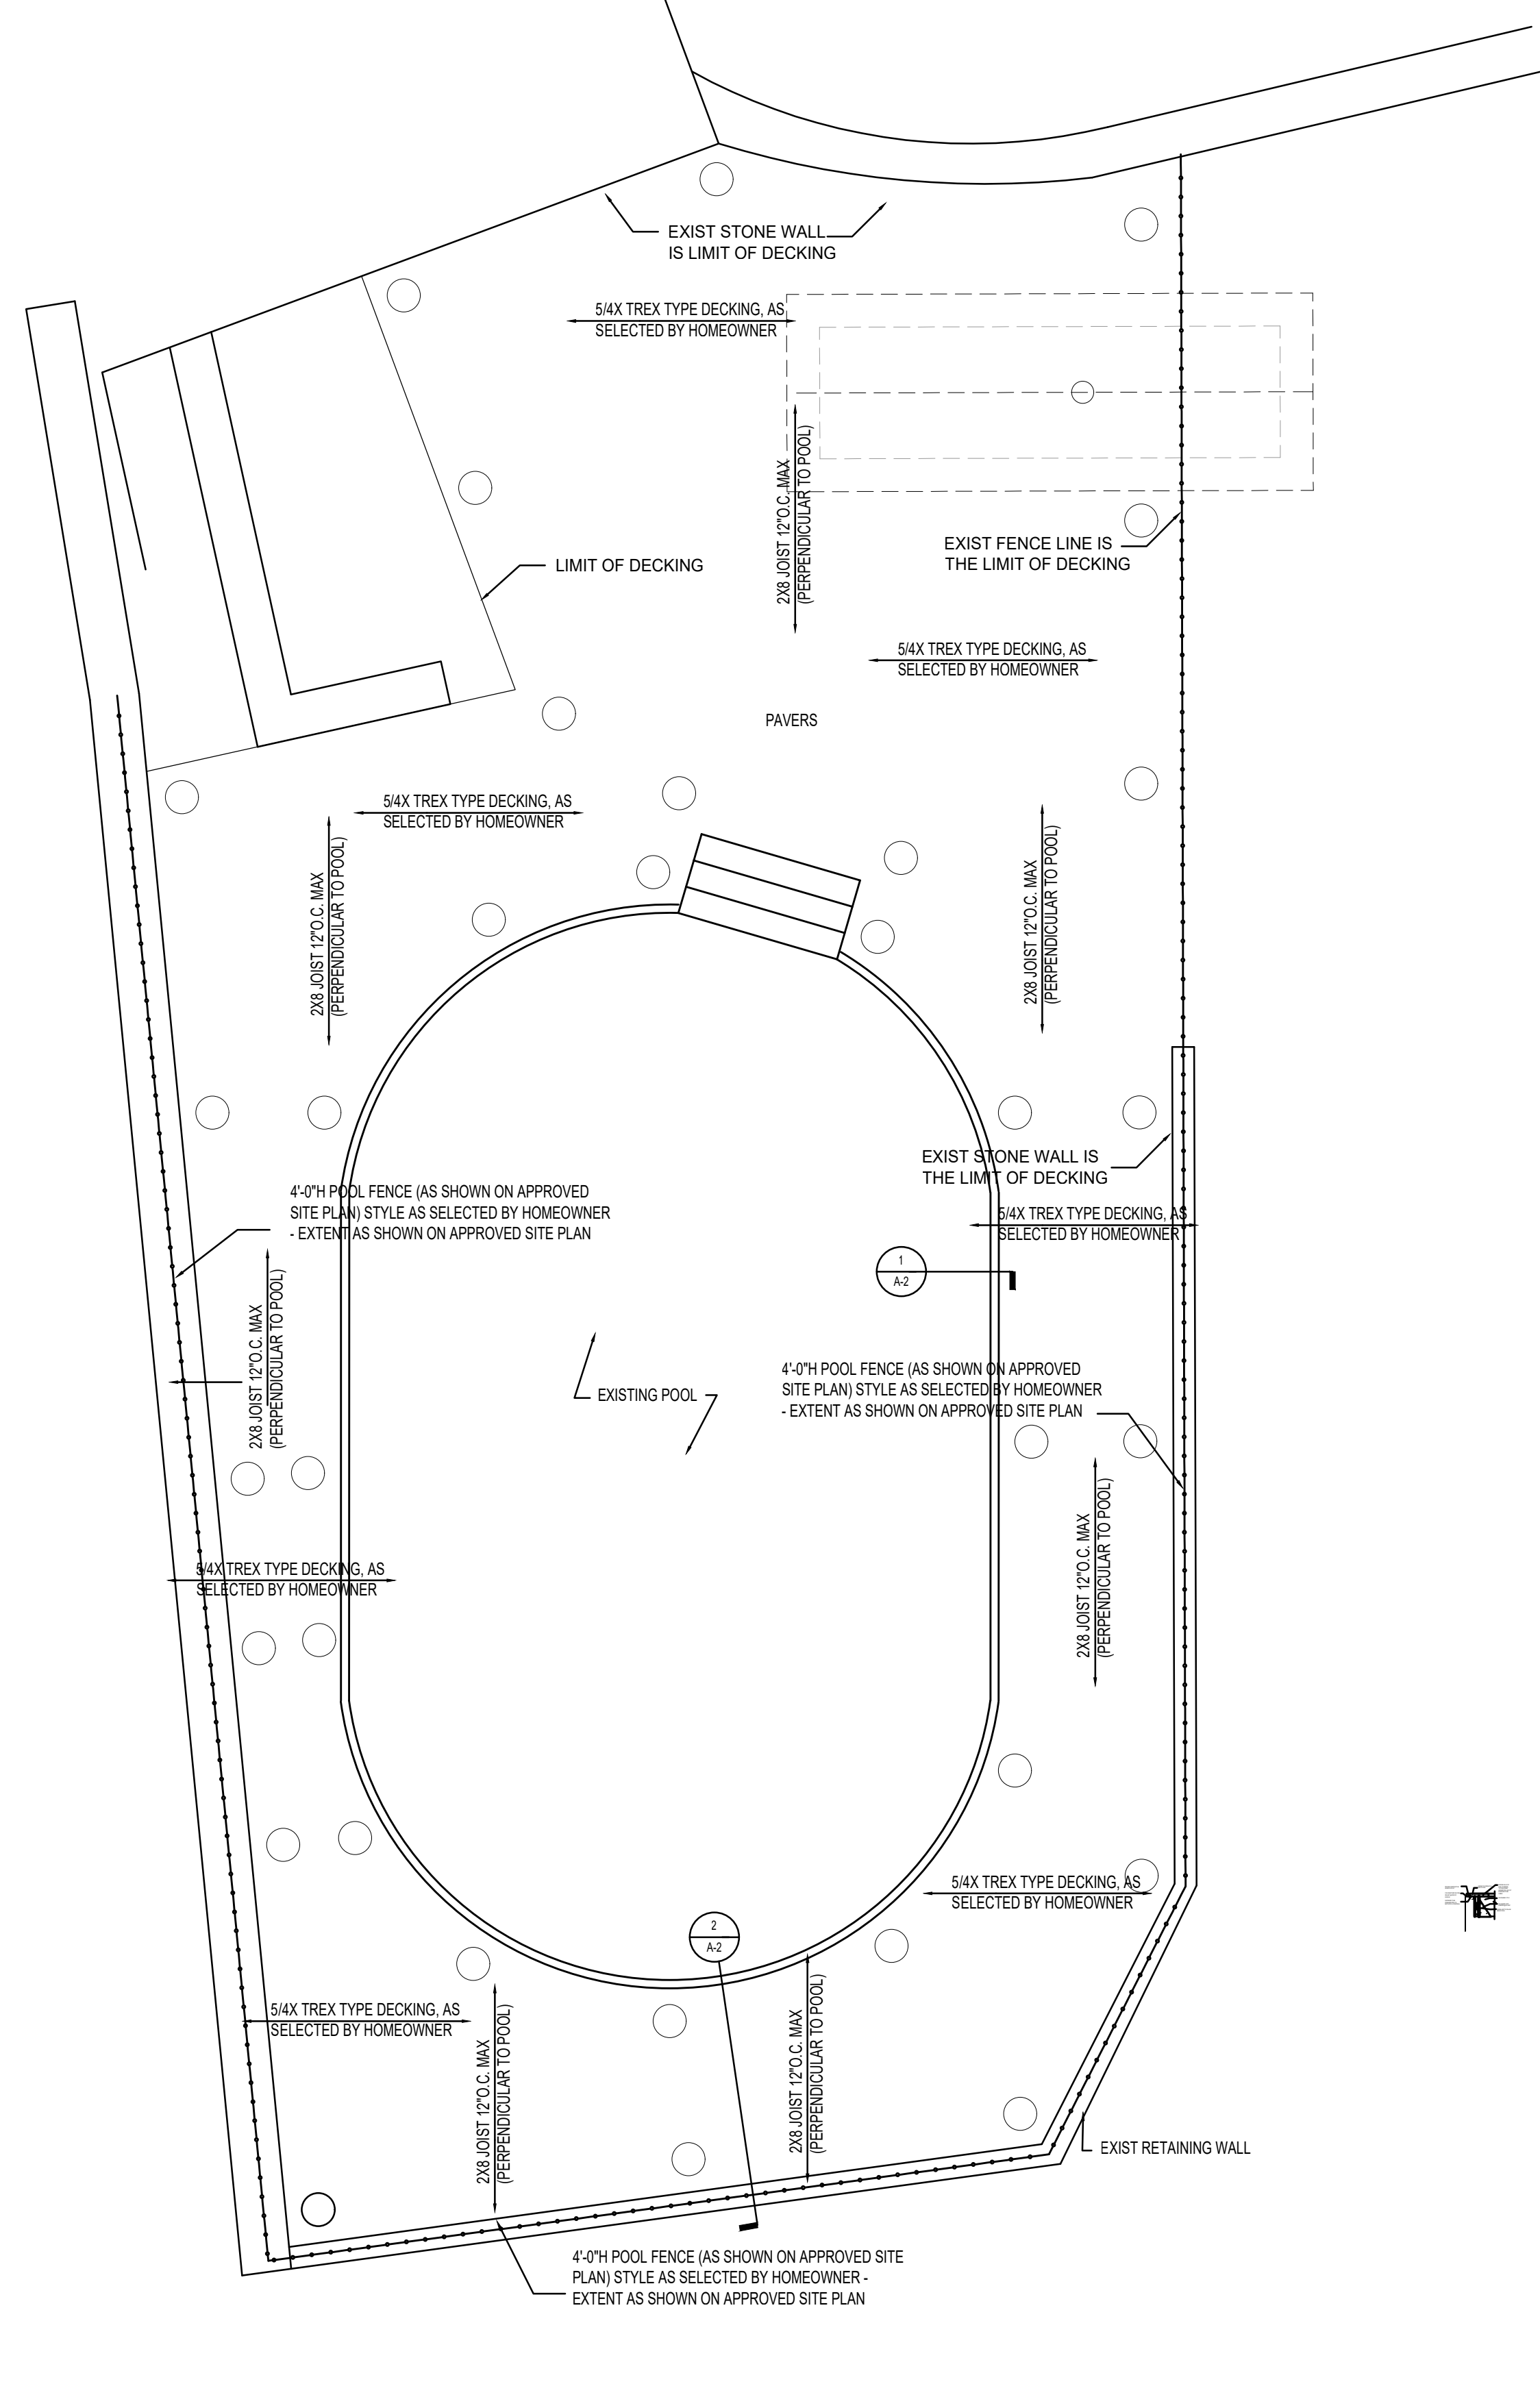 EXIST STONE WALL
IS LIMIT OF DECKING
5/4X TREX TYPE DECKING, AS
SELECTED BY HOMEOWNER
2X8 JOIST 12"O.C. MAX
(PERPENDICULAR TO POOL)
EXIST FENCE LINE IS
THE LIMIT OF DECKING
LIMIT OF DECKING
5/4X TREX TYPE DECKING, AS
SELECTED BY HOMEOWNER
PAVERS
5/4X TREX TYPE DECKING, AS
SELECTED BY HOMEOWNER
2X8 JOIST 12"O.C. MAX
(PERPENDICULAR TO POOL)
2X8 JOIST 12"O.C. MAX
(PERPENDICULAR TO POOL)
EXIST STONE WALL IS
THE LIMIT OF DECKING
4'-0"H POOL FENCE (AS SHOWN ON APPROVED
SITE PLAN) STYLE AS SELECTED BY HOMEOWNER
- EXTENT AS SHOWN ON APPROVED SITE PLAN
5/4X TREX TYPE DECKING, AS
SELECTED BY HOMEOWNER
1
A-2
2X8 JOIST 12"O.C. MAX
(PERPENDICULAR TO POOL)
EXISTING POOL
4'-0"H POOL FENCE (AS SHOWN ON APPROVED
SITE PLAN) STYLE AS SELECTED BY HOMEOWNER
- EXTENT AS SHOWN ON APPROVED SITE PLAN
2X8 JOIST 12"O.C. MAX
(PERPENDICULAR TO POOL)
5/4X TREX TYPE DECKING, AS
SELECTED BY HOMEOWNER
5/4X TREX TYPE DECKING, AS
SELECTED BY HOMEOWNER
2
A-2
5/4X TREX TYPE DECKING, AS
SELECTED BY HOMEOWNER
2X8 JOIST 12"O.C. MAX
(PERPENDICULAR TO POOL)
2X8 JOIST 12"O.C. MAX
(PERPENDICULAR TO POOL)
EXIST RETAINING WALL
4'-0"H POOL FENCE (AS SHOWN ON APPROVED SITE
PLAN) STYLE AS SELECTED BY HOMEOWNER -
EXTENT AS SHOWN ON APPROVED SITE PLAN